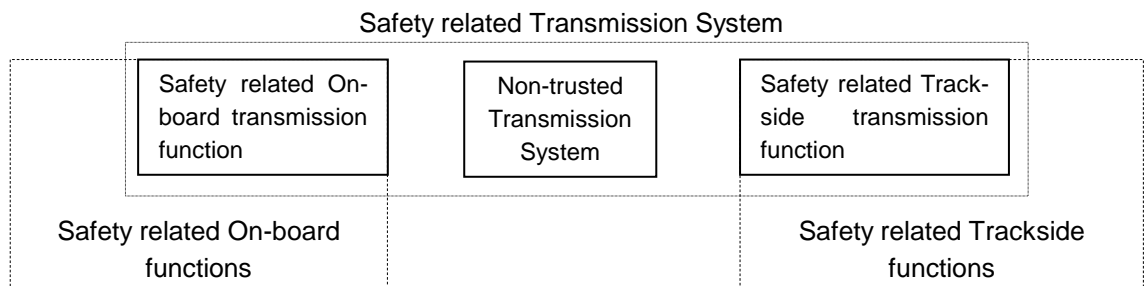 Safety related Transmission System
Safety related On-
board transmission
function
Non-trusted
Transmission
System
Safety related Track-
side transmission
function
Safety related On-board
functions
Safety related Trackside
functions